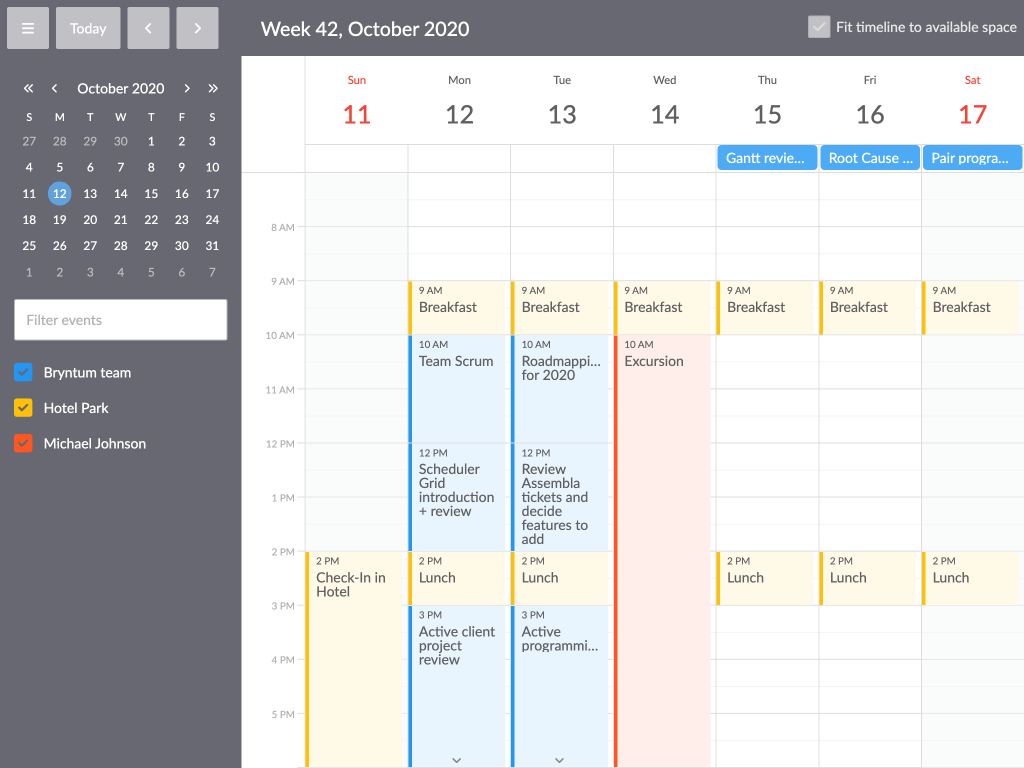 Today
Week 42, October 2020
Fit timeline to available space
October 2020
S M T W T F S
27 28 29 30 1 2 3
4 5 6 7 8 9 10
11 12 13 14 15 16 17
18 19 20 21 22 23 24
25 26 27 28 29 30 31
1 2 3 4 5 6 7
Filter events
Bryntum team
Hotel Park
Michael Johnson
Sun Mon Tue Wed Thu Fri Sat
11 12 13 14 15 16 17
Gantt revie... Root Cause ... Pair progra...
8 AM
9 AM
10 AM
11 AM
12 PM
1 PM
2 PM
3 PM
4 PM
5 PM
2 PM
Check-In in
Hotel
9 AM
Breakfast
10 AM
Team Scrum
12 PM
Scheduler
Grid
introduction
+ review
2 PM
Lunch
3 PM
Active client
project
review
9 AM
Breakfast
10 AM
Roadmappi...
for 2020
12 PM
Review
Assembla
tickets and
decide
features to
add
2 PM
Lunch
3 PM
Active
programmi...
9 AM
Breakfast
10 AM
Excursion
9 AM
Breakfast
2 PM
Lunch
9 AM
Breakfast
2 PM
Lunch
9 AM
Breakfast
2 PM
Lunch